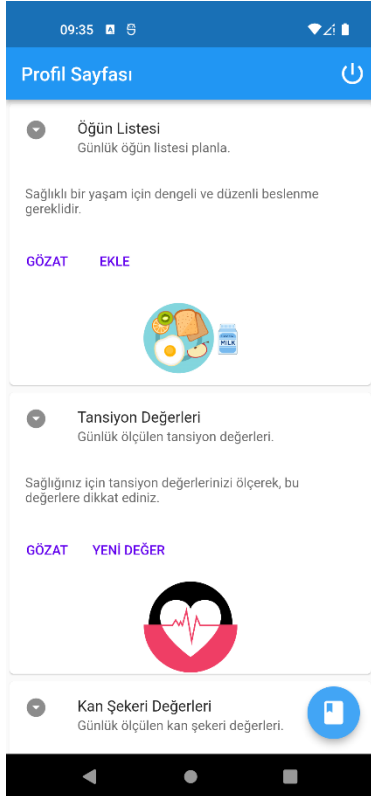 09:35
Profil Sayfası
Öğün Listesi
Günlük öğün listesi planla.
Sağlıklı bir yaşam için dengeli ve düzenli beslenme
gereklidir.
GÖZAT EKLE
MILK
Tansiyon Değerleri
Günlük ölçülen tansiyon değerleri.
Sağlığınız için tansiyon değerlerinizi ölçerek, bu
değerlere dikkat ediniz.
GÖZAT YENİ DEĞER
Kan Şekeri Değerleri
Günlük ölçülen kan şekeri değerleri.